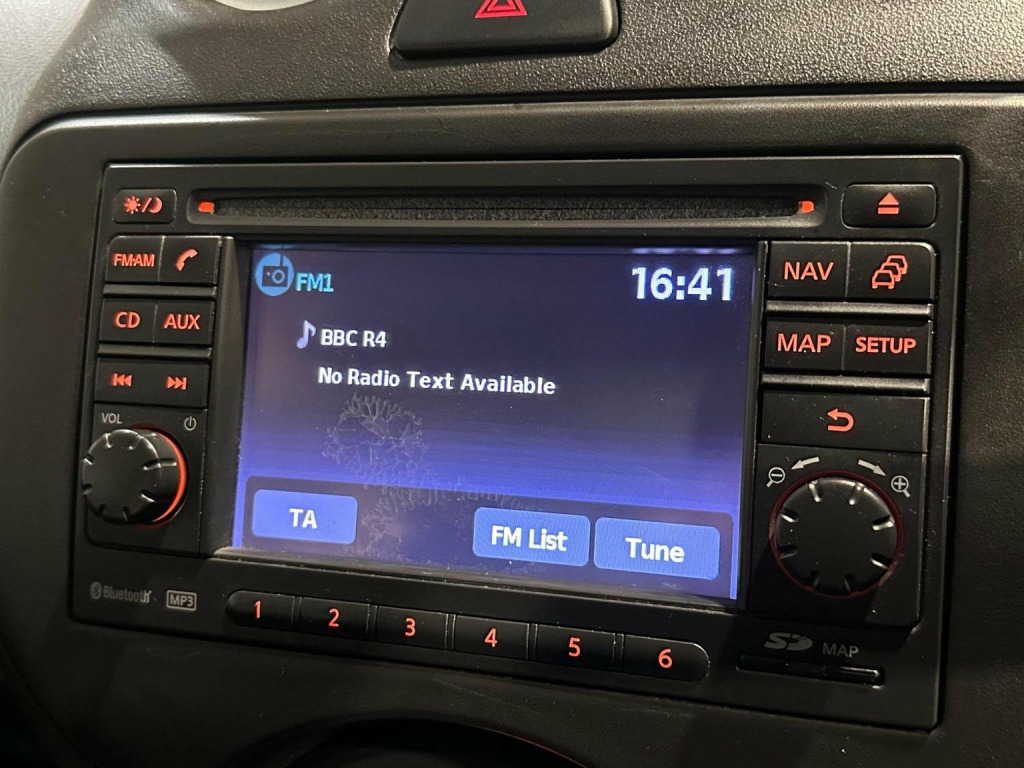 FM·AM
CD AUX
VOL
FM1
16:41
BBC R4
No Radio Text Available
TA
FM List
Tune
NAV
MAP SETUP
Bluetooth MP3
1 2 3 4 5 6
SD MAP